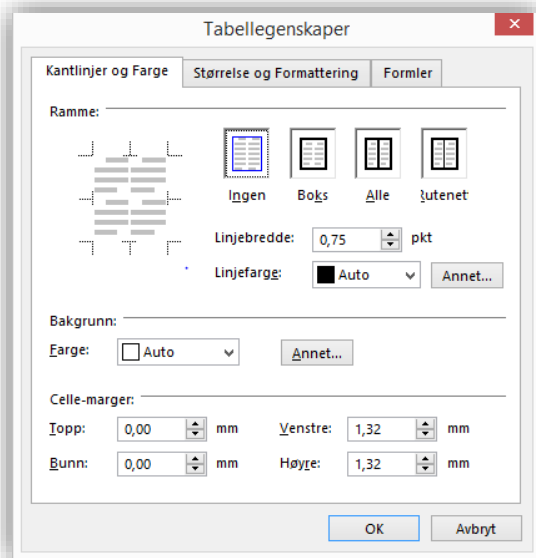 Tabellegenskaper
Kantlinjer og Farge Størrelse og Formattering Formler
Ramme:
Ingen Boks Alle Rutenet
Linjebredde: 0,75 pkt
Linjefarge: Auto Annet...
Bakgrunn:
Farge: Auto Annet...
Celle-marger:
Topp: 0,00 mm Venstre: 1,32 mm
Bunn: 0,00 mm Høyre: 1,32 mm
OK Avbryt